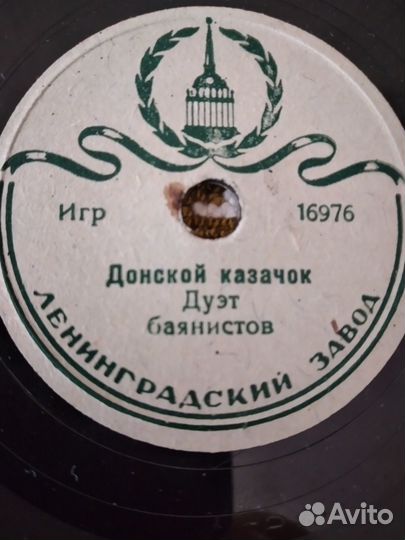 Игр 16976
Донской казачок
Дуэт
баянистов
ЛЕНИНГРАДСКИЙ ЗАВОД
Avito